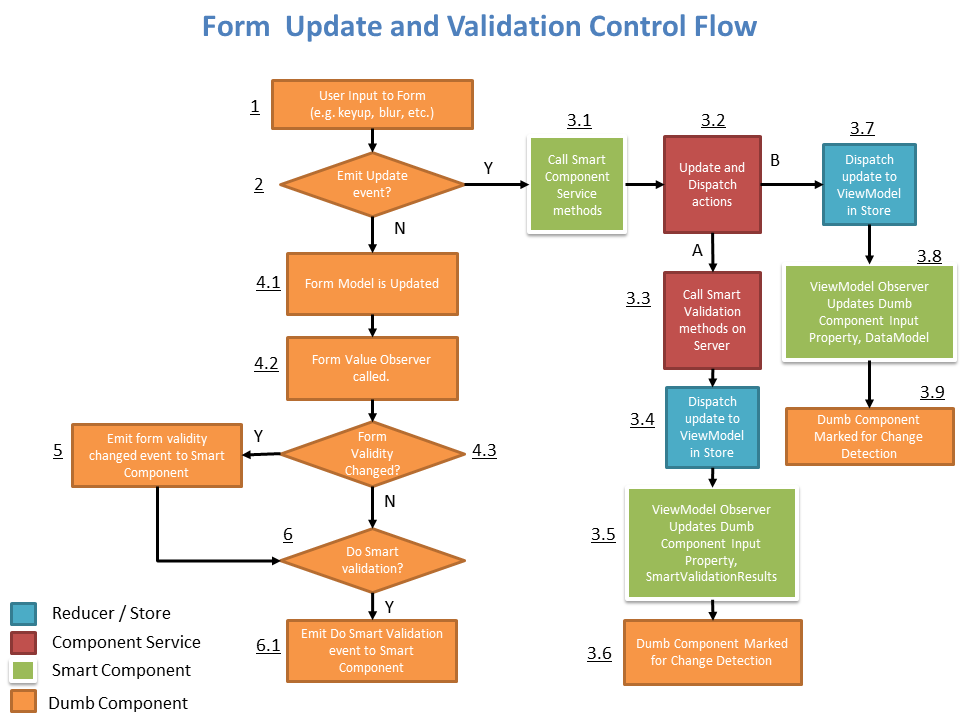 Form Update and Validation Control Flow
1
User Input to Form
(e.g. keyup, blur, etc.)
2
Emit Update
event?
Y
N
3.1
Call Smart
Component
Service
methods
3.2
Update and
Dispatch
actions
B
A
3.7
Dispatch
update to
ViewModel
in Store
3.8
ViewModel Observer
Updates Dumb
Component Input
Property, DataModel
3.9
Dumb Component
Marked for Change
Detection
3.3
Call Smart
Validation
methods on
Server
3.4
Dispatch
update to
ViewModel
in Store
3.5
ViewModel Observer
Updates Dumb
Component Input
Property,
SmartValidationResults
3.6
Dumb Component Marked
for Change Detection
4.1
Form Model is Updated
4.2
Form Value Observer
called.
4.3
Form
Validity
Changed?
Y
N
5
Emit form validity
changed event to Smart
Component
6
Do Smart
validation?
Y
6.1
Emit Do Smart Validation
event to Smart
Component
Reducer / Store
Component Service
Smart Component
Dumb Component